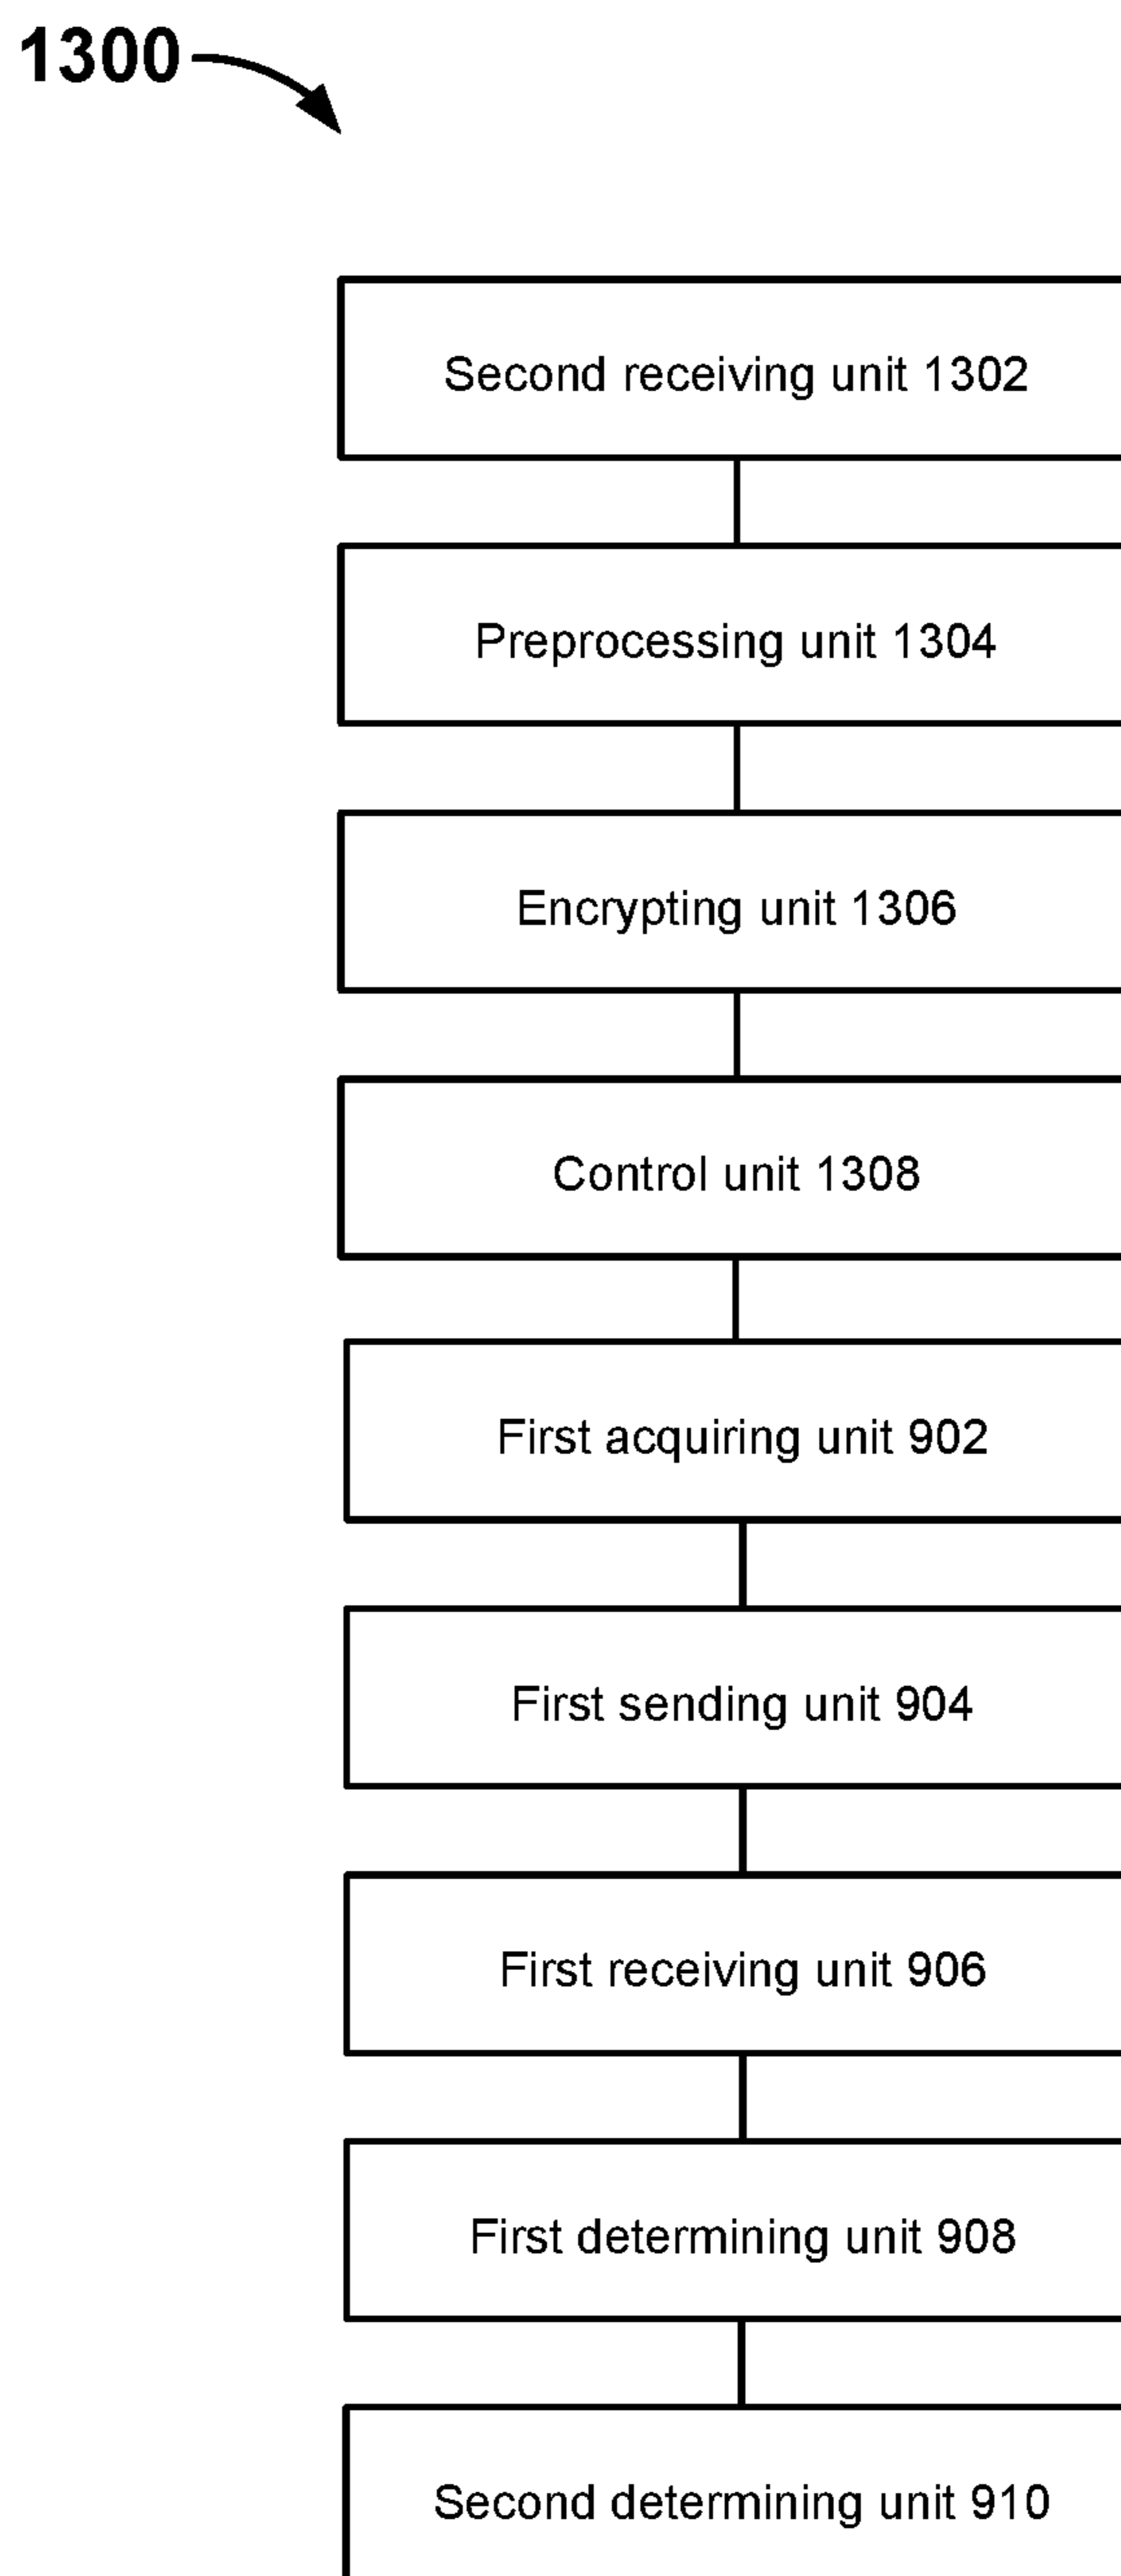 1300
Second receiving unit 1302
Preprocessing unit 1304
Encrypting unit 1306
Control unit 1308
First acquiring unit 902
First sending unit 904
First receiving unit 906
First determining unit 908
Second determining unit 910